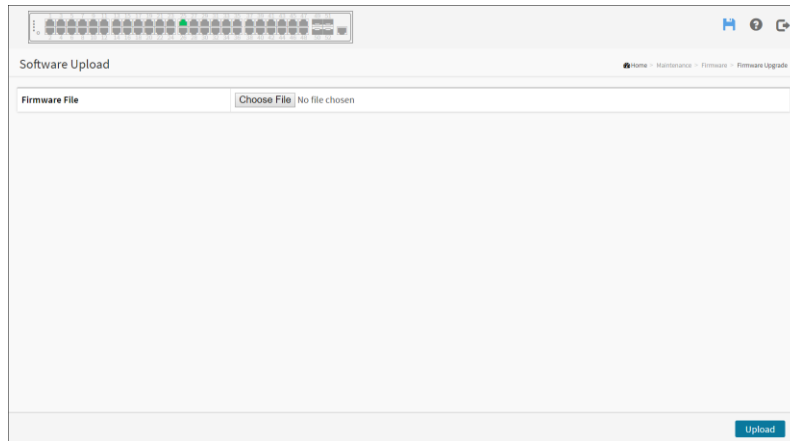 Software Upload
Home > Maintenance > Firmware > Firmware Upgrade
Firmware File
Choose File No file chosen
Upload